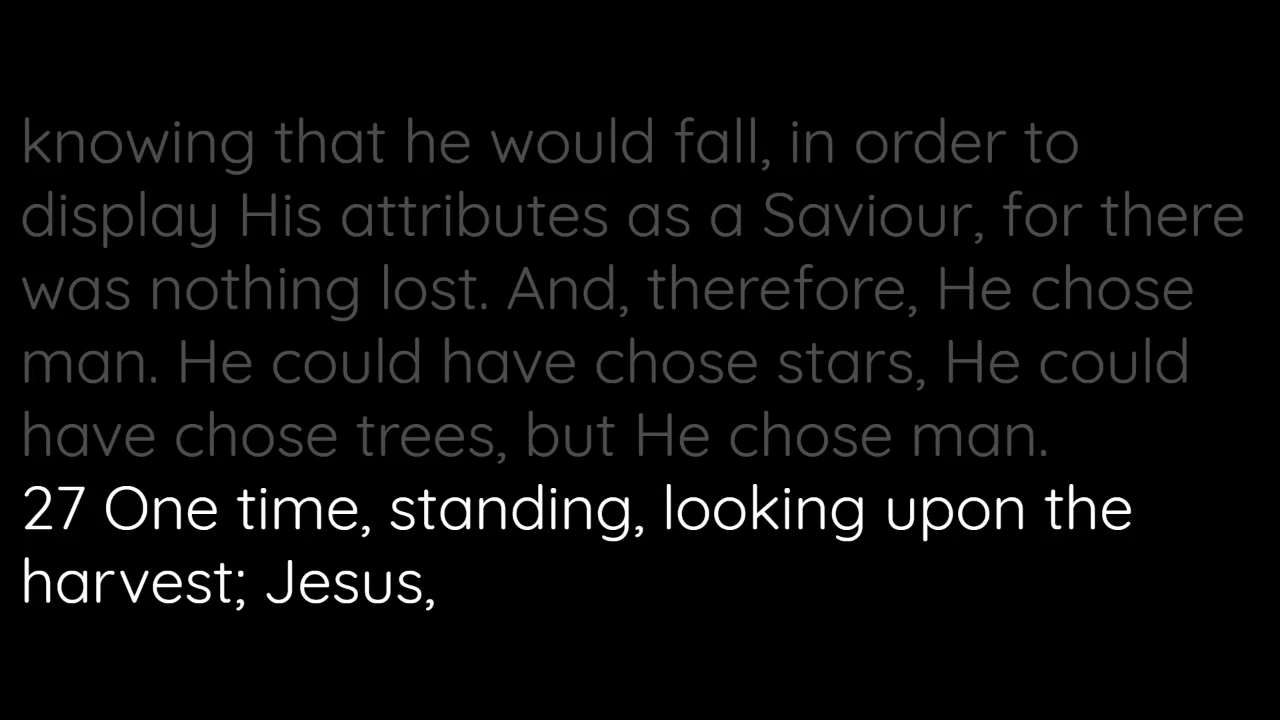 knowing that he would fall, in order to
display His attributes as a Saviour, for there
was nothing lost. And, therefore, He chose
man. He could have chose stars, He could
have chose trees, but He chose man.
27 One time, standing, looking upon the
harvest; Jesus,